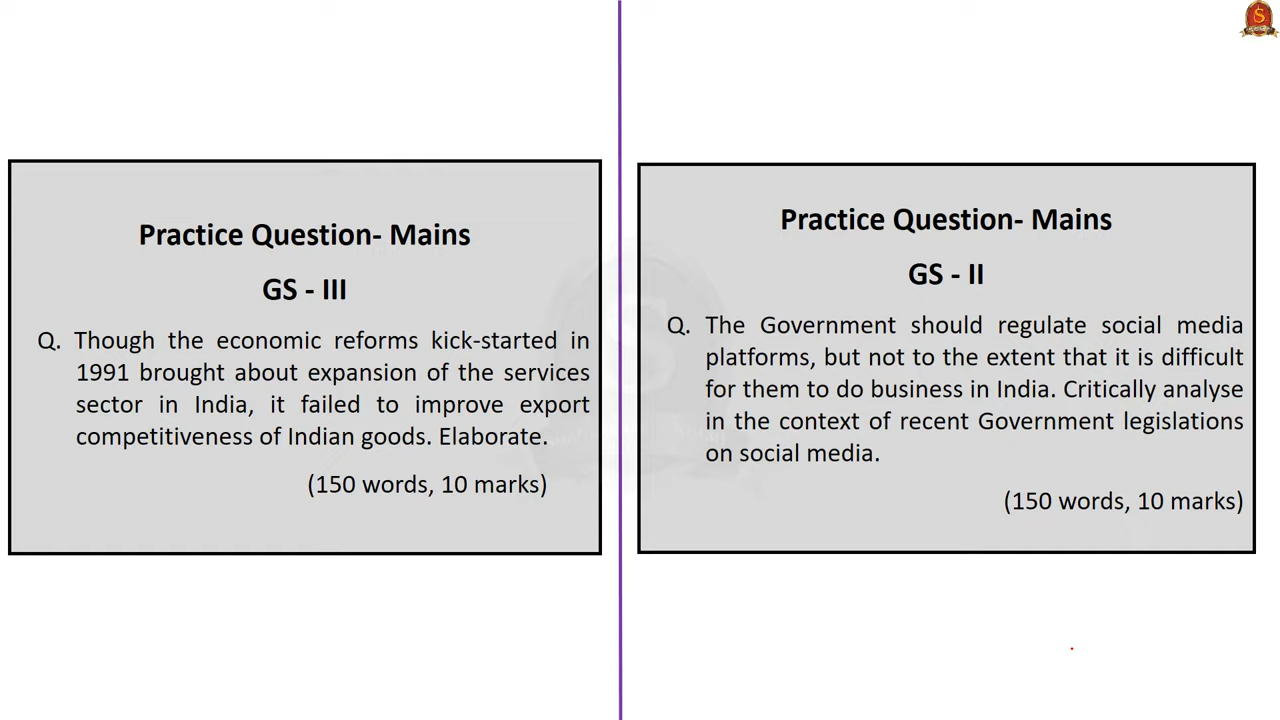 Practice Question- Mains
GS - III
Q. Though the economic reforms kick-started in
1991 brought about expansion of the services
sector in India, it failed to improve export
competitiveness of Indian goods. Elaborate.
(150 words, 10 marks)
Practice Question- Mains
GS - II
Q. The Government should regulate social media
platforms, but not to the extent that it is difficult
for them to do business in India. Critically analyse
in the context of recent Government legislations
on social media.
(150 words, 10 marks)